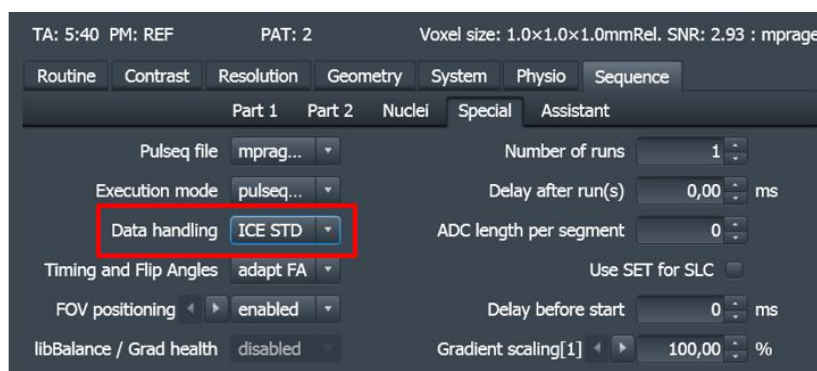 TA: 5:40 PM: REF PAT: 2 Voxel size: 1.0×1.0×1.0mmRel. SNR: 2.93 : mprage
Routine Contrast Resolution Geometry System Physio Sequence
Part 1 Part 2 Nuclei Special Assistant
Pulseq file mprag... Number of runs 1
Execution mode pulseq... Delay after run(s) 0,00 ms
Data handling ICE STD ADC length per segment 0
Timing and Flip Angles adapt FA Use SET for SLC
FOV positioning enabled Delay before start 0 ms
libBalance / Grad health disabled Gradient scaling[1] 100,00 %